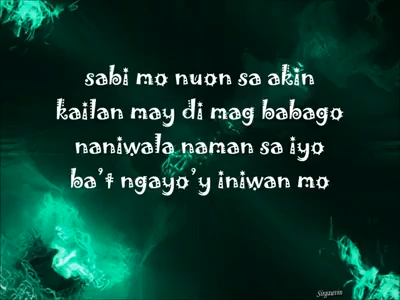 sabi mo nuon sa akin
kailan may di mag babago
naniwala naman sa iyo
ba't ngayo'y iniwan mo